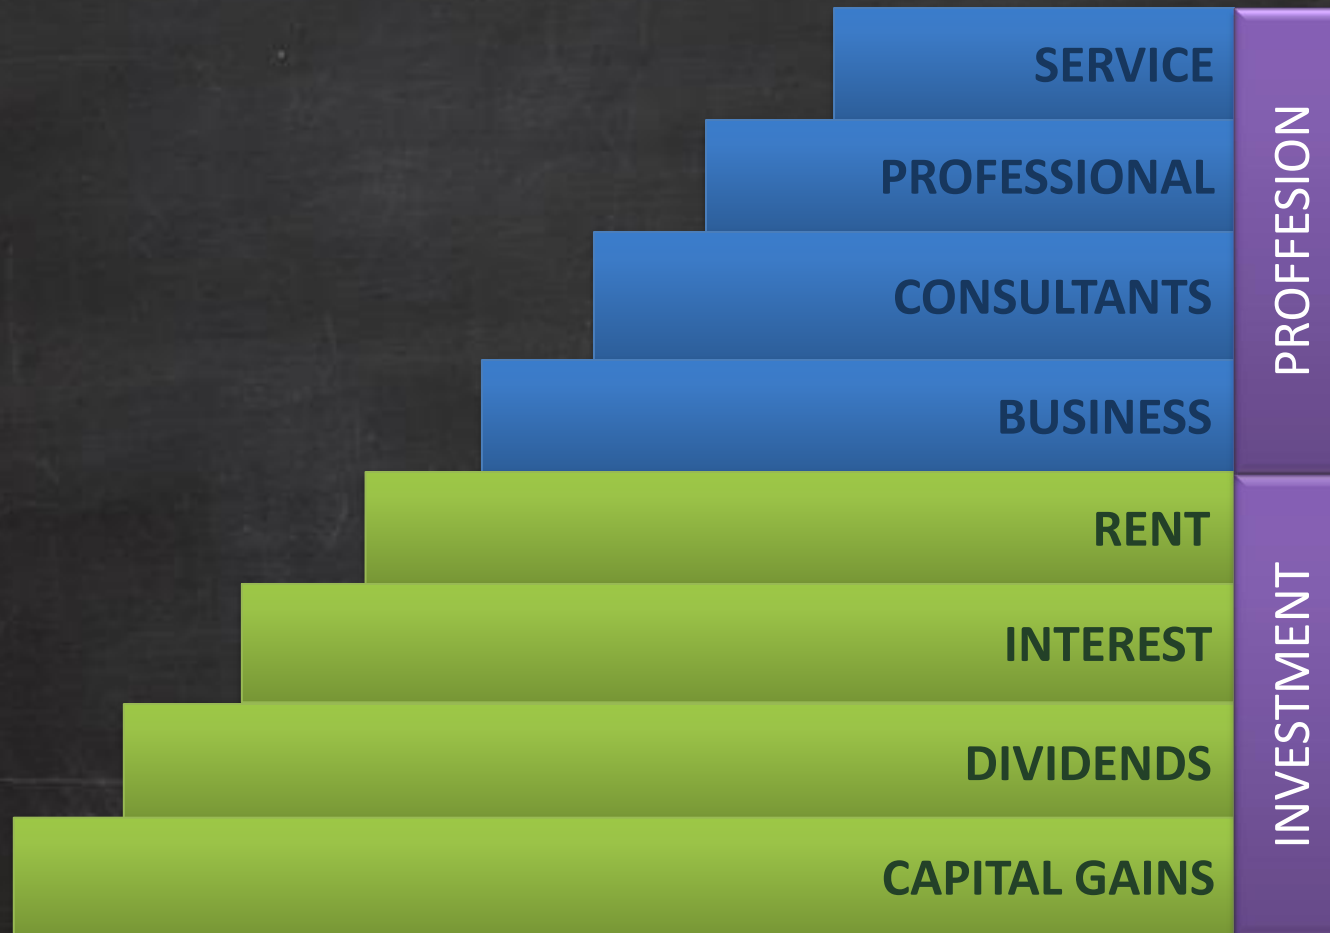 SERVICE
PROFESSIONAL
CONSULTANTS
BUSINESS
RENT
INTEREST
DIVIDENDS
CAPITAL GAINS
PROFFESION
INVESTMENT